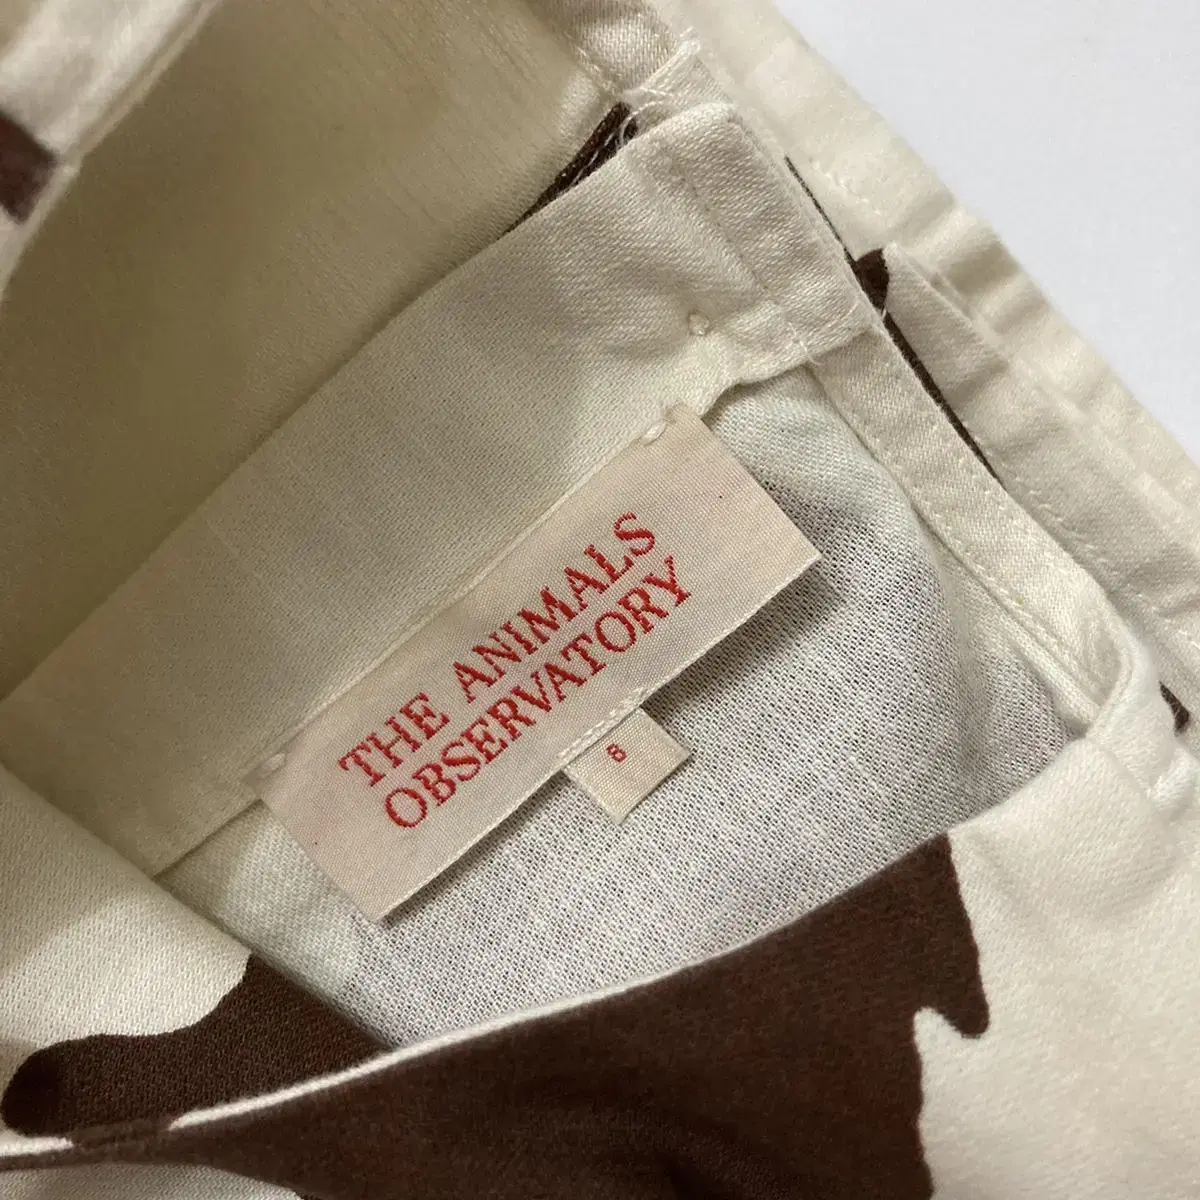 THE ANIMALS
OBSERVATORY
6